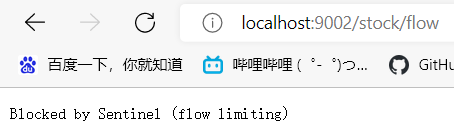 localhost:9002/stock/flow
百度一下，你就知道 哔哩哔哩 (゜-゜)つ... GitHu
Blocked by Sentinel (flow limiting)